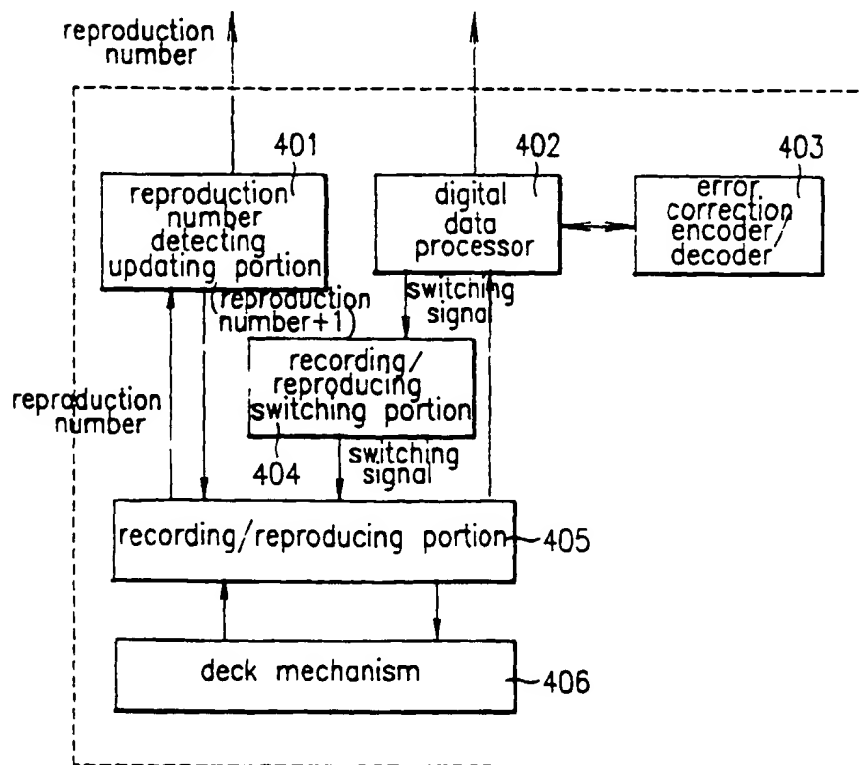 reproduction
number
401
402
403
reproduction
number
detecting
updating portion
digital
data
processor
error
correction
encoder/
decoder
(reproduction
number+1)
switching
signal
recording/
reproducing
switching portion
reproduction
number
404
switching
signal
recording/reproducing portion
405
deck mechanism
406